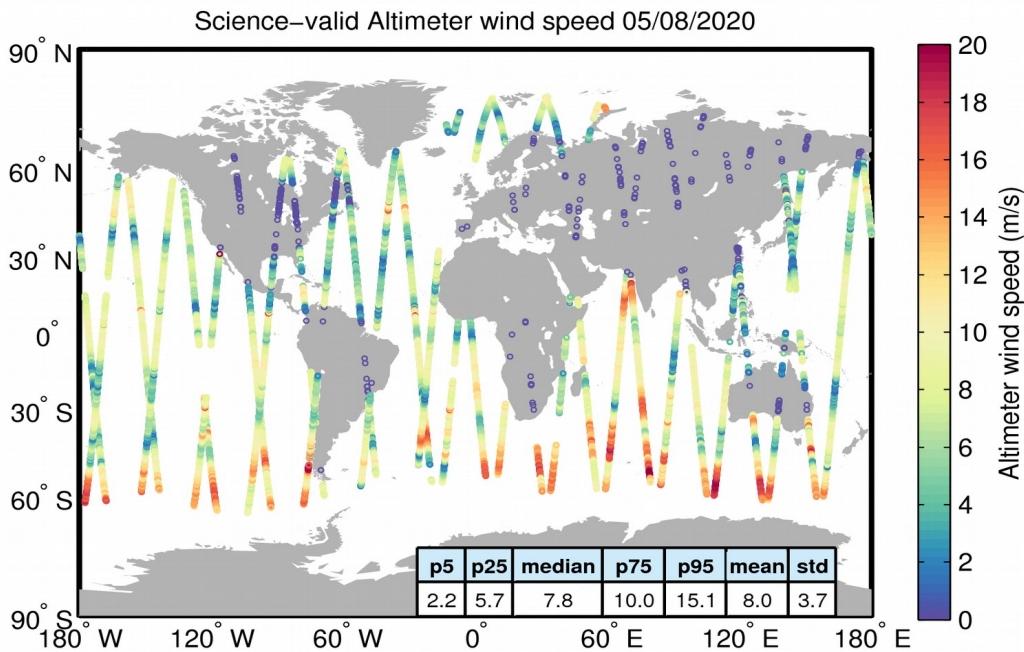 Science−valid Altimeter wind speed 05/08/2020
90° N
60° N
30° N
0°
30° S
60° S
90° S
180° W
120° W
60° W
0°
60° E
120° E
180° E
p5 p25 median p75 p95 mean std
2.2 5.7 7.8 10.0 15.1 8.0 3.7
20
18
16
14
12
10
8
6
4
2
0
Altimeter wind speed (m/s)